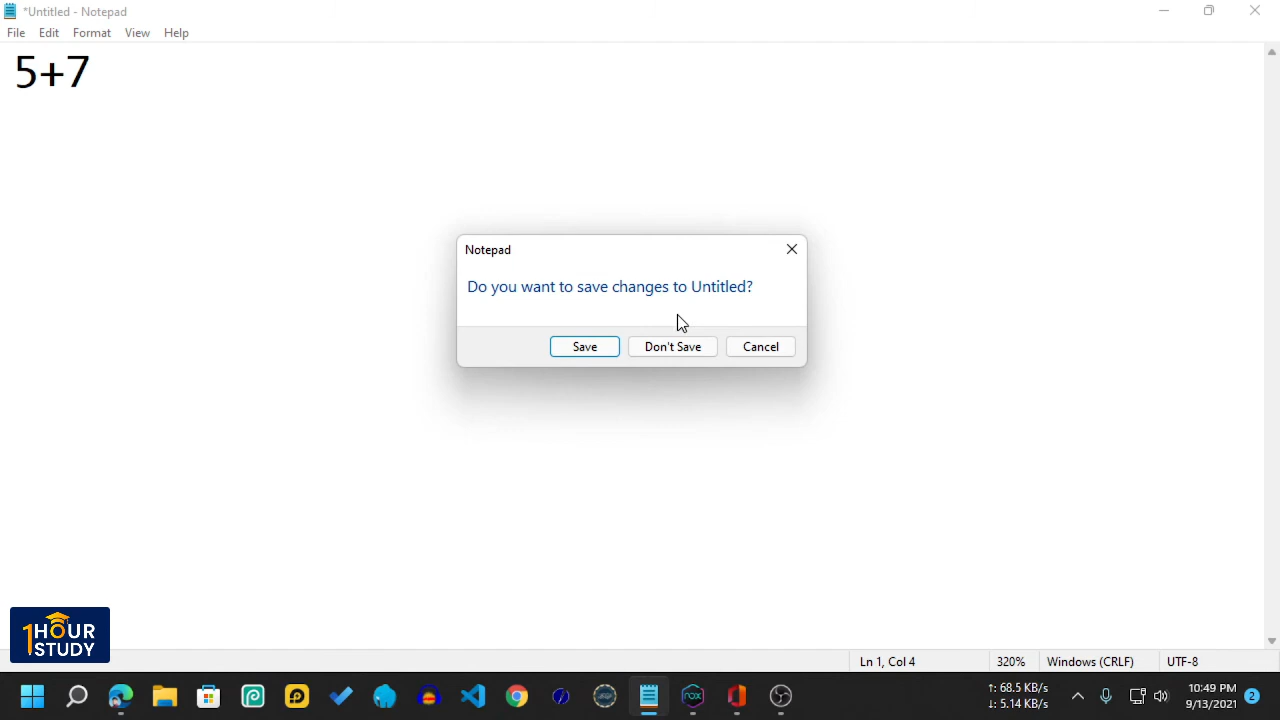 *Untitled - Notepad
File Edit Format View Help
5+7
Notepad
Do you want to save changes to Untitled?
Save Don't Save Cancel
1HOUR
STUDY
Ln 1, Col 4 320% Windows (CRLF) UTF-8
↑: 68.5 KB/s
↓: 5.14 KB/s
10:49 PM
9/13/2021
2